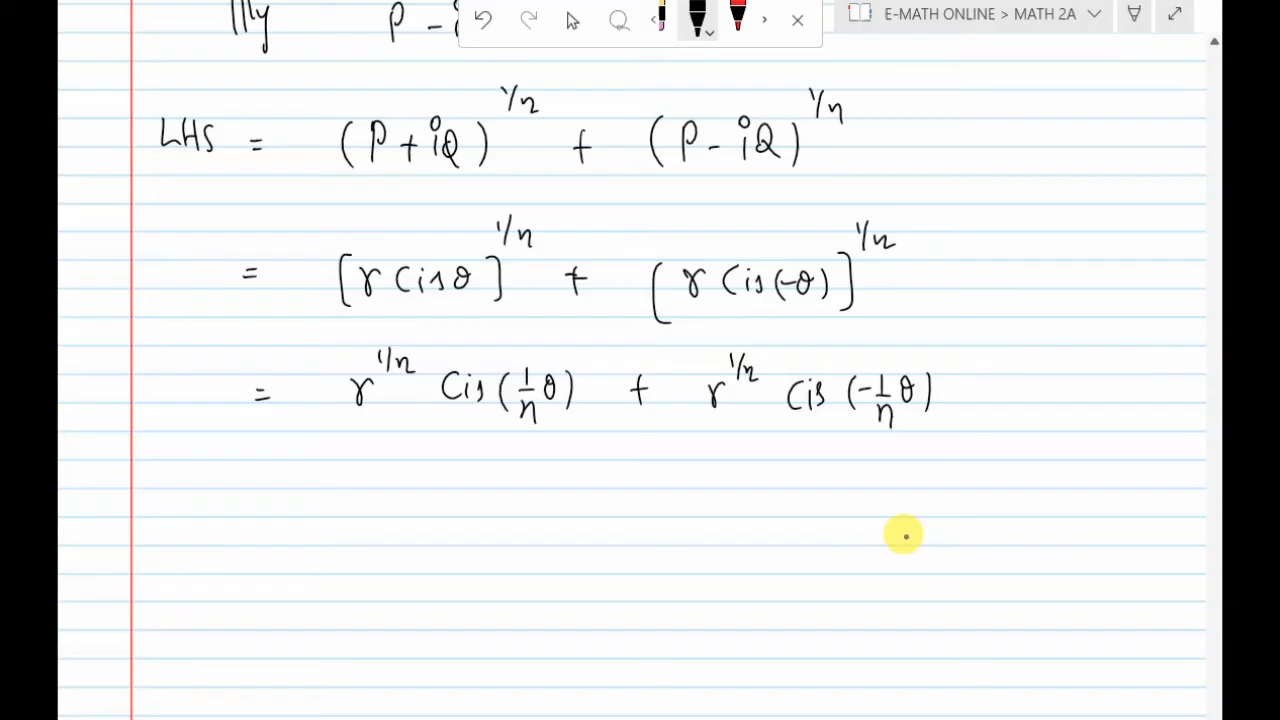 E-MATH ONLINE > MATH 2A
llly P - i
LHS = (P + iQ)^{1/n} + (P - iQ)^{1/n}
= [r Cis θ]^{1/n} + [r Cis(-θ)]^{1/n}
= r^{1/n} Cis(1/n θ) + r^{1/n} Cis(-1/n θ)